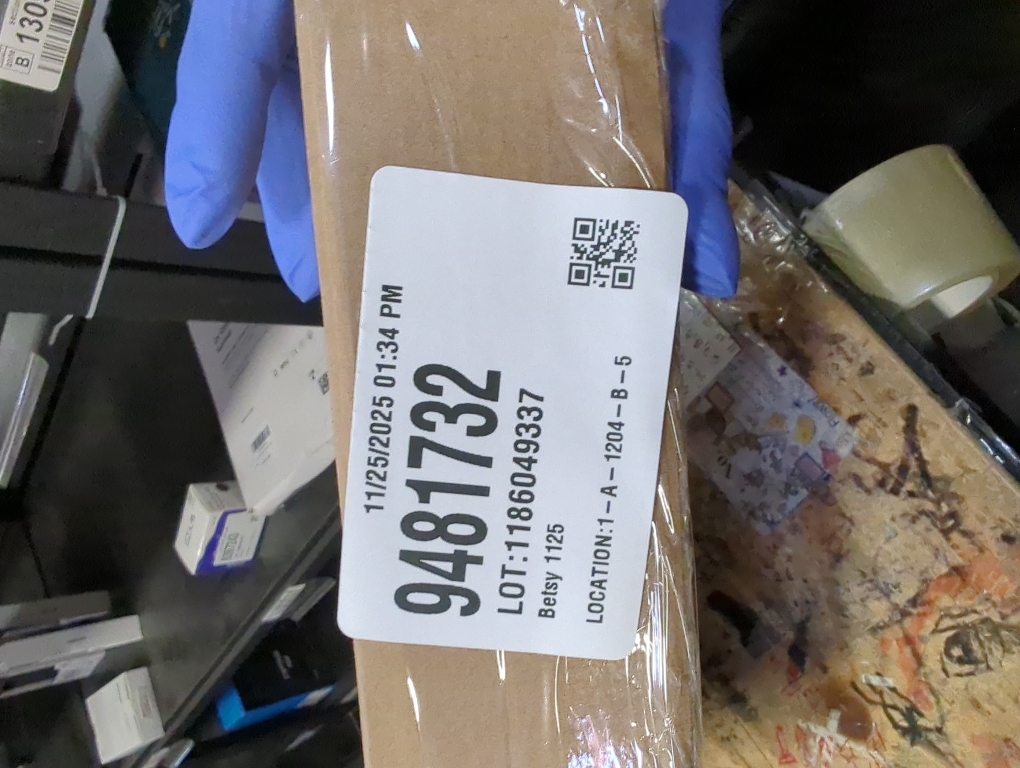 11/25/2025 01:34 PM
9481732
LOT:1186049337
Betsy 1125
LOCATION:1-A-1204-B-5
B